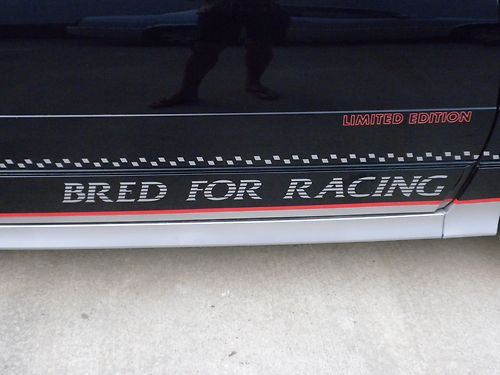 LIMITED EDITION
BRED FOR RACING